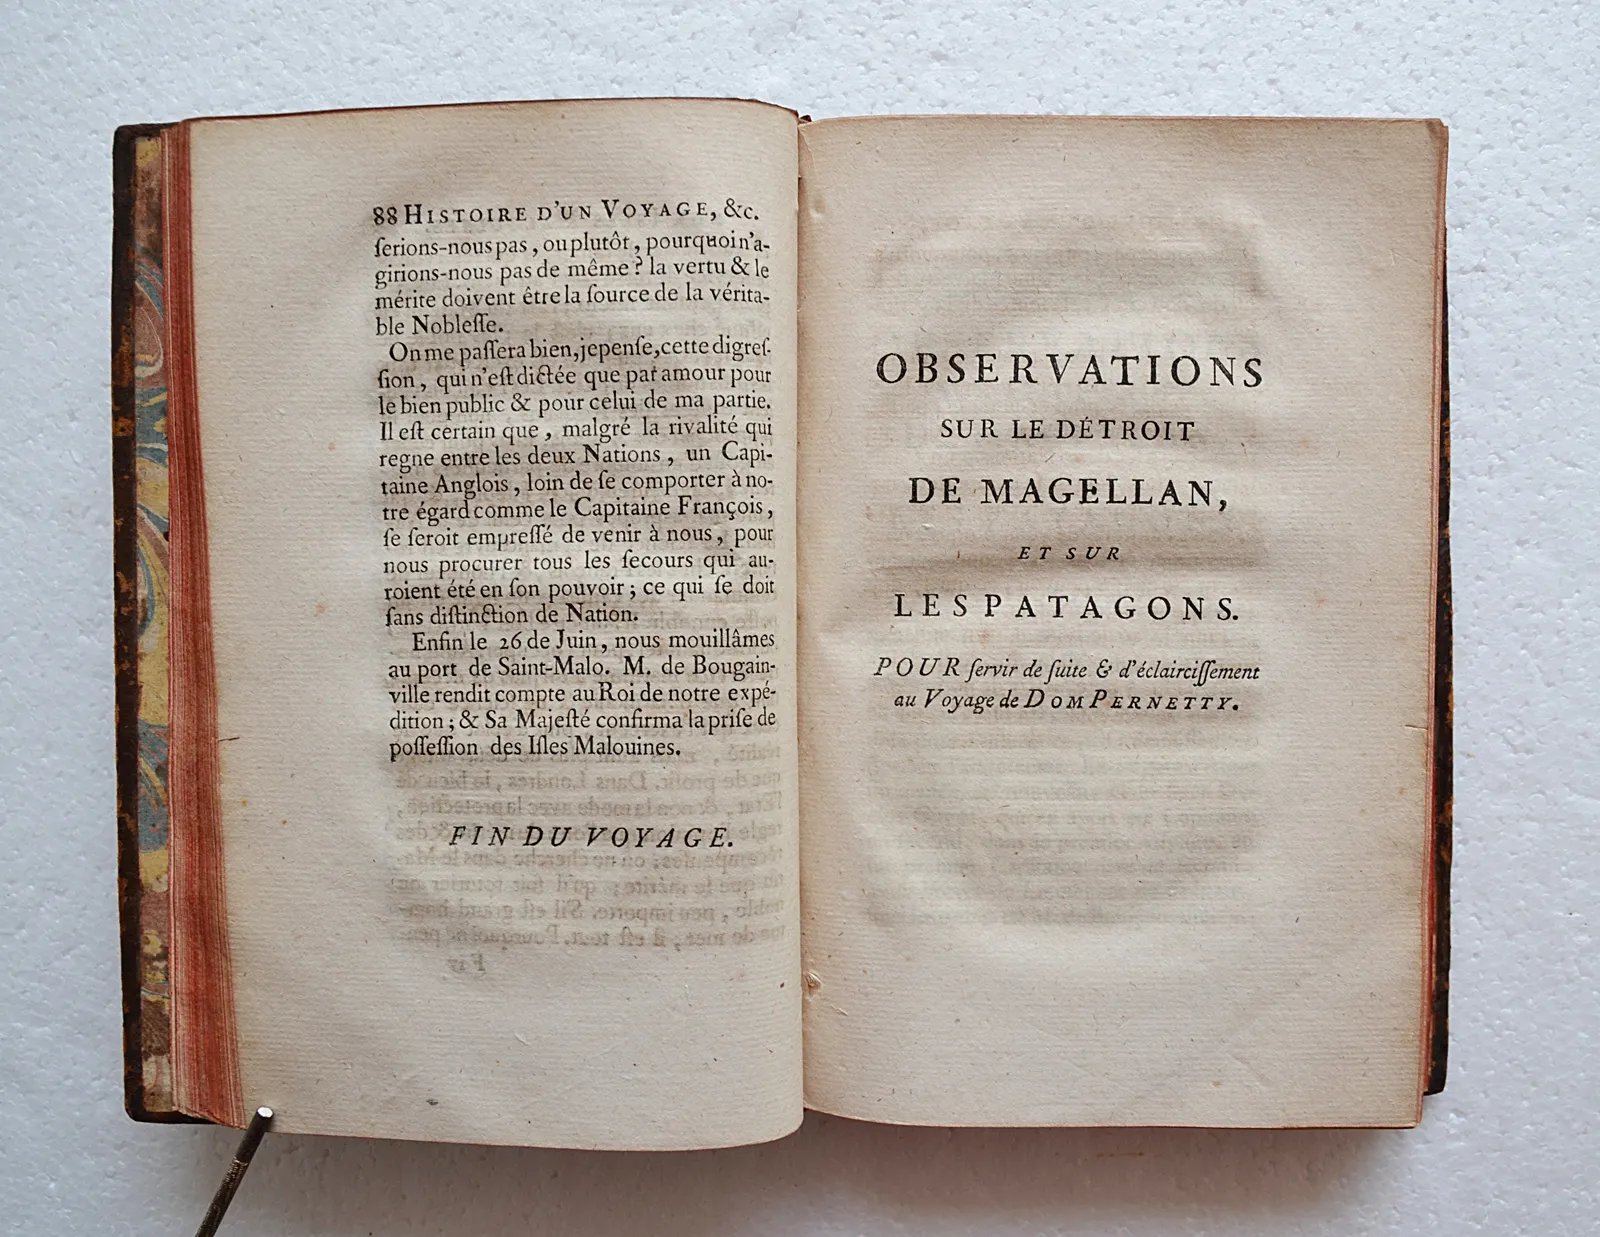 88 HISTOIRE D'UN VOYAGE, &c.
ſerions-nous pas, ou plutôt, pourquoi n'a-
girions-nous pas de même? la vertu & le
mérite doivent être la ſource de la vérita-
ble Nobleſſe.
On me paſſera bien, je penſe, cette digreſ-
ſion, qui n'eſt dictée que par amour pour
le bien public & pour celui de ma partie.
Il eſt certain que, malgré la rivalité qui
regne entre les deux Nations, un Capi-
taine Anglois, loin de ſe comporter à no-
tre égard comme le Capitaine François,
ſe ſeroit empreſſé de venir à nous, pour
nous procurer tous les ſecours qui au-
roient été en ſon pouvoir; ce qui ſe doit
ſans diſtinction de Nation.
Enfin le 26 de Juin, nous mouillâmes
au port de Saint-Malo. M. de Bougain-
ville rendit compte au Roi de notre expé-
dition; & Sa Majeſté confirma la priſe de
poſſeſſion des Iſles Malouines.
FIN DU VOYAGE.
OBSERVATIONS
SUR LE DÉTROIT
DE MAGELLAN,
ET SUR
LES PATAGONS.
POUR ſervir de ſuite & d'éclairciſſement
au Voyage de DOM PERNETTY.